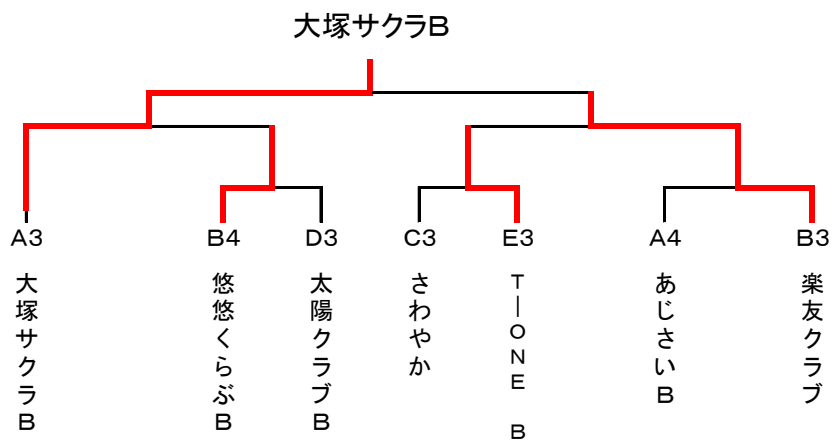 大塚サクラB
A3
B4
D3
C3
E3
A4
B3
大塚サクラB
悠悠くらぶB
太陽クラブB
さわやか
T－ONE B
あじさいB
楽友クラブ